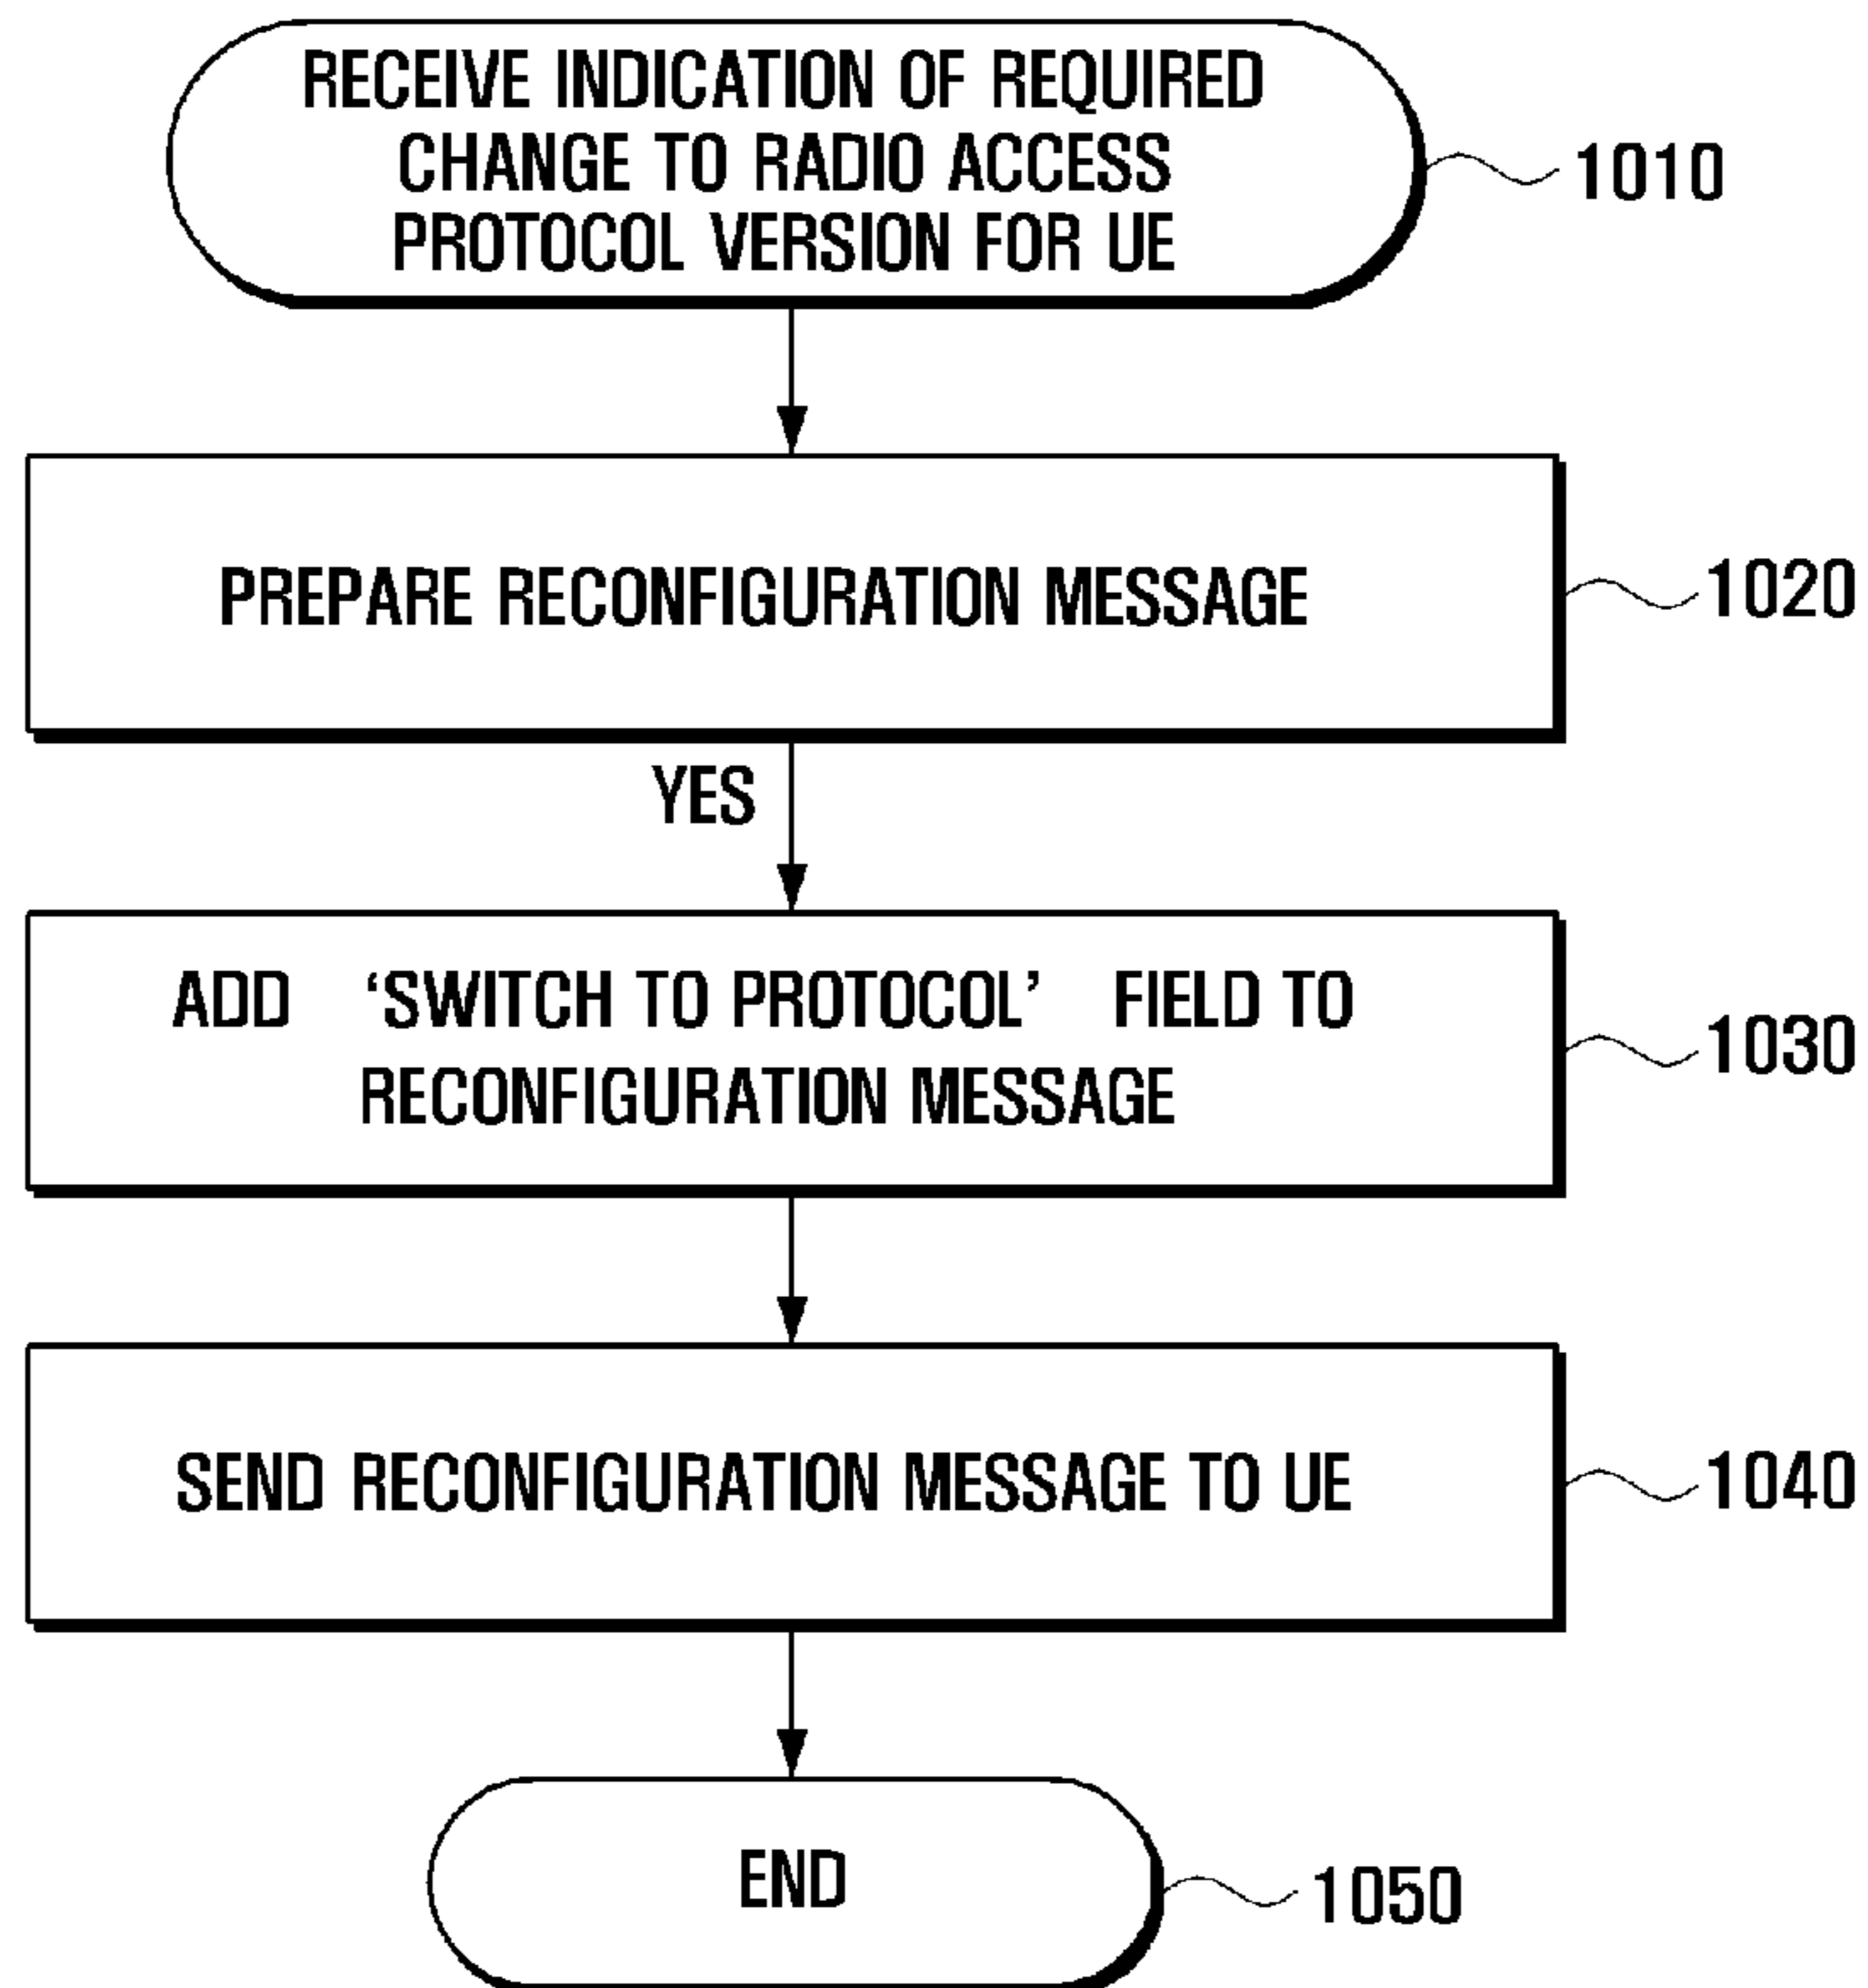 RECEIVE INDICATION OF REQUIRED
CHANGE TO RADIO ACCESS
PROTOCOL VERSION FOR UE
1010
PREPARE RECONFIGURATION MESSAGE
1020
YES
ADD ‘SWITCH TO PROTOCOL’ FIELD TO
RECONFIGURATION MESSAGE
1030
SEND RECONFIGURATION MESSAGE TO UE
1040
END
1050